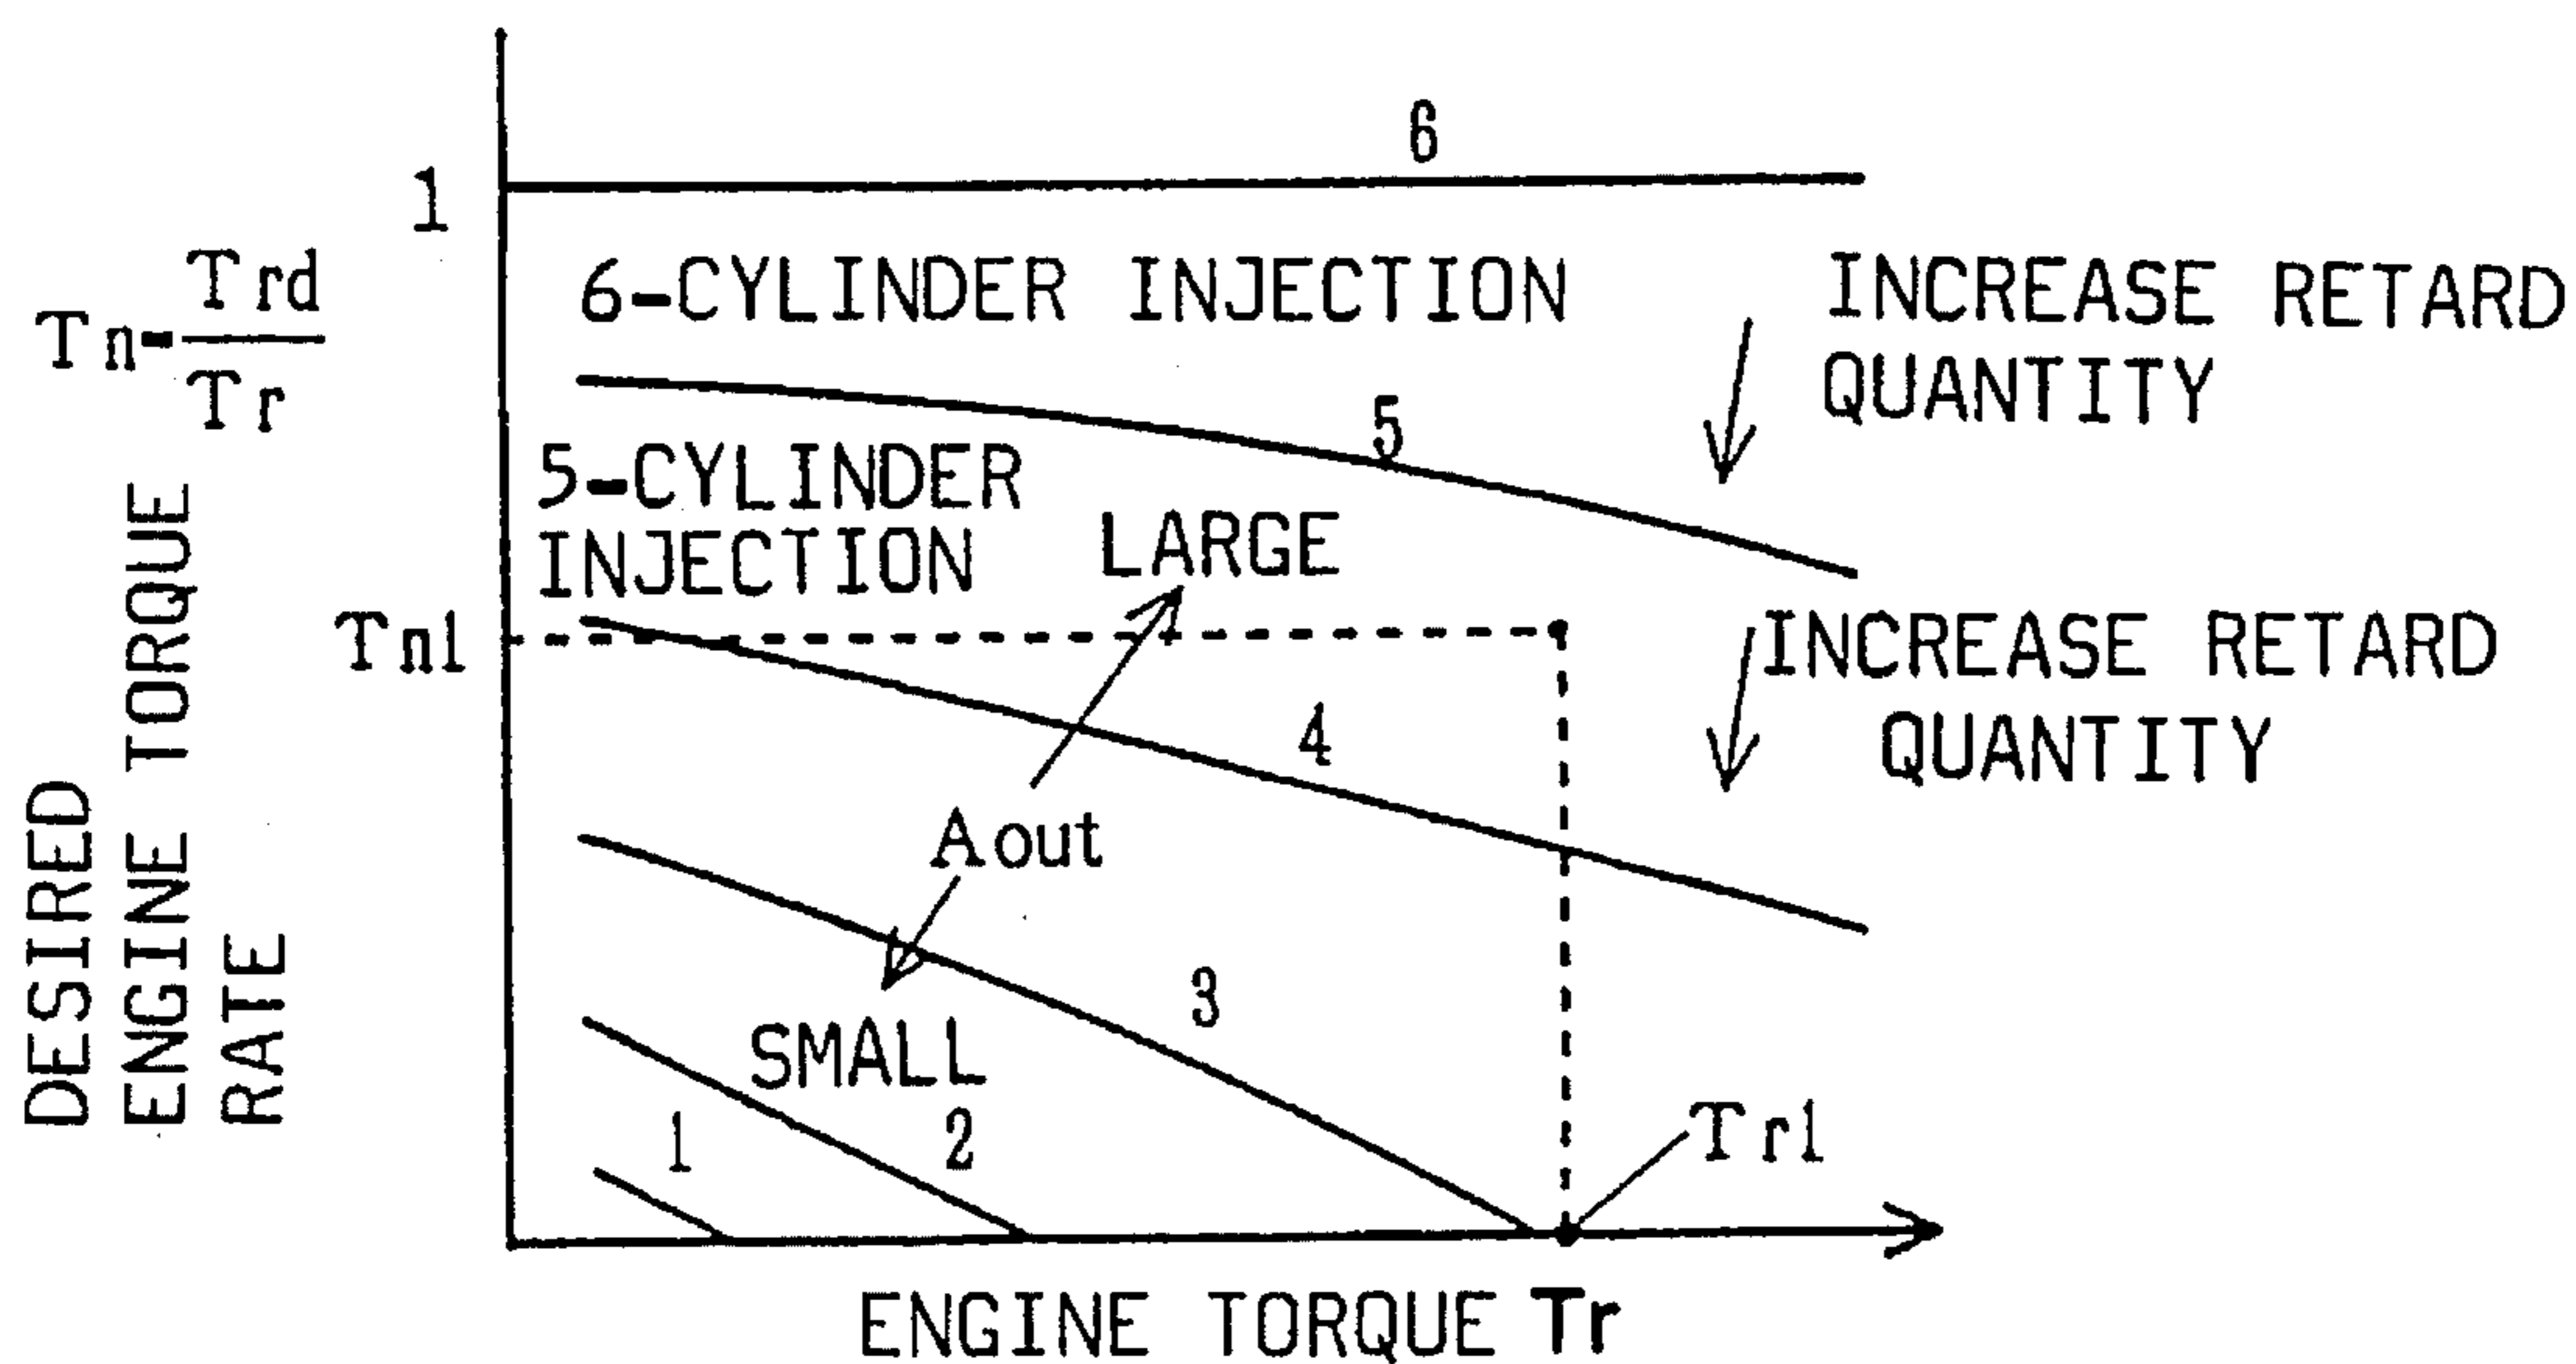 6
1
Tn-Trd/Tr
6-CYLINDER INJECTION
INCREASE RETARD
QUANTITY
5
5-CYLINDER
INJECTION
LARGE
Tn1
INCREASE RETARD
QUANTITY
4
Aout
3
SMALL
1
2
Tr1
DESIRED
ENGINE TORQUE
RATE
ENGINE TORQUE Tr